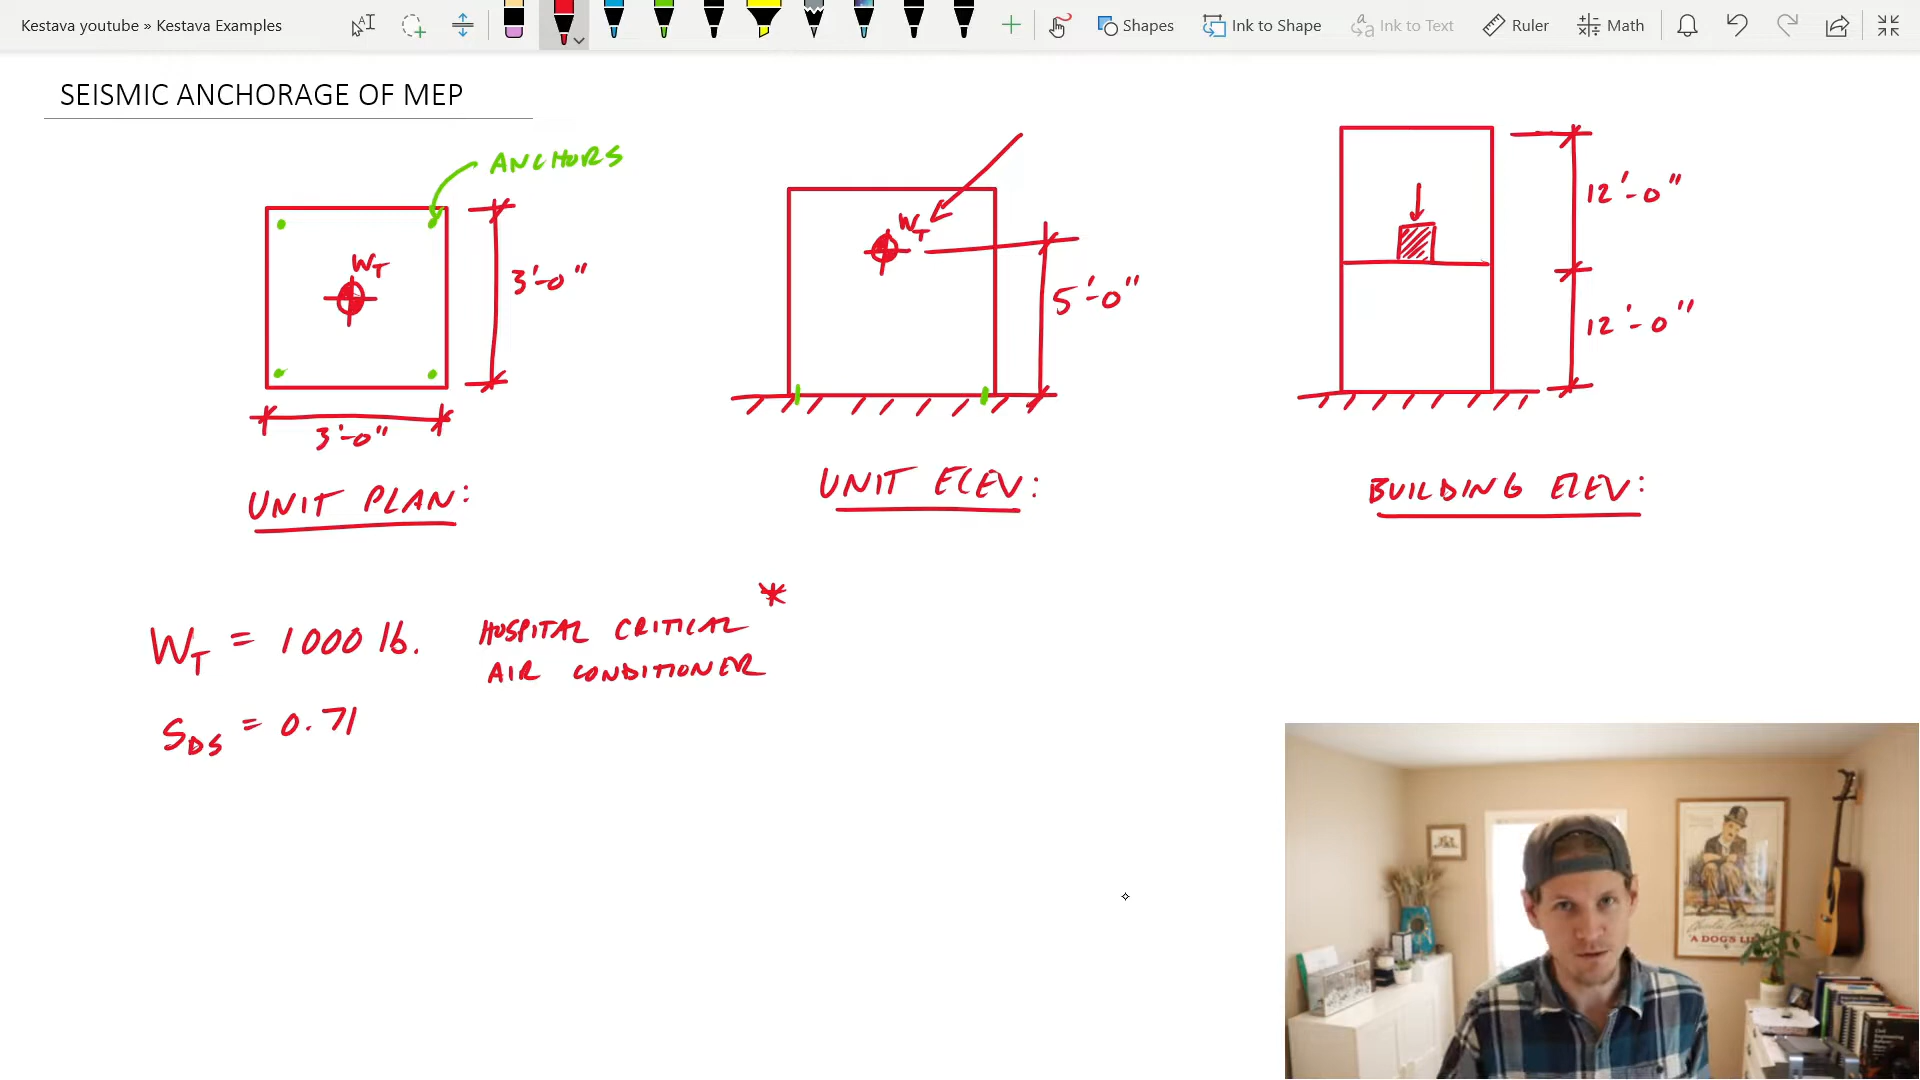 Kestava youtube » Kestava Examples
Shapes
Ink to Shape
Ink to Text
Ruler
Math
SEISMIC ANCHORAGE OF MEP
ANCHORS
WT
3'-0"
3'-0"
UNIT PLAN:
WT
5'-0"
UNIT ELEV:
12'-0"
12'-0"
BUILDING ELEV:
WT = 1000 lb.
HOSPITAL CRITICAL *
AIR CONDITIONER
SDS = 0.71
A DOG'S